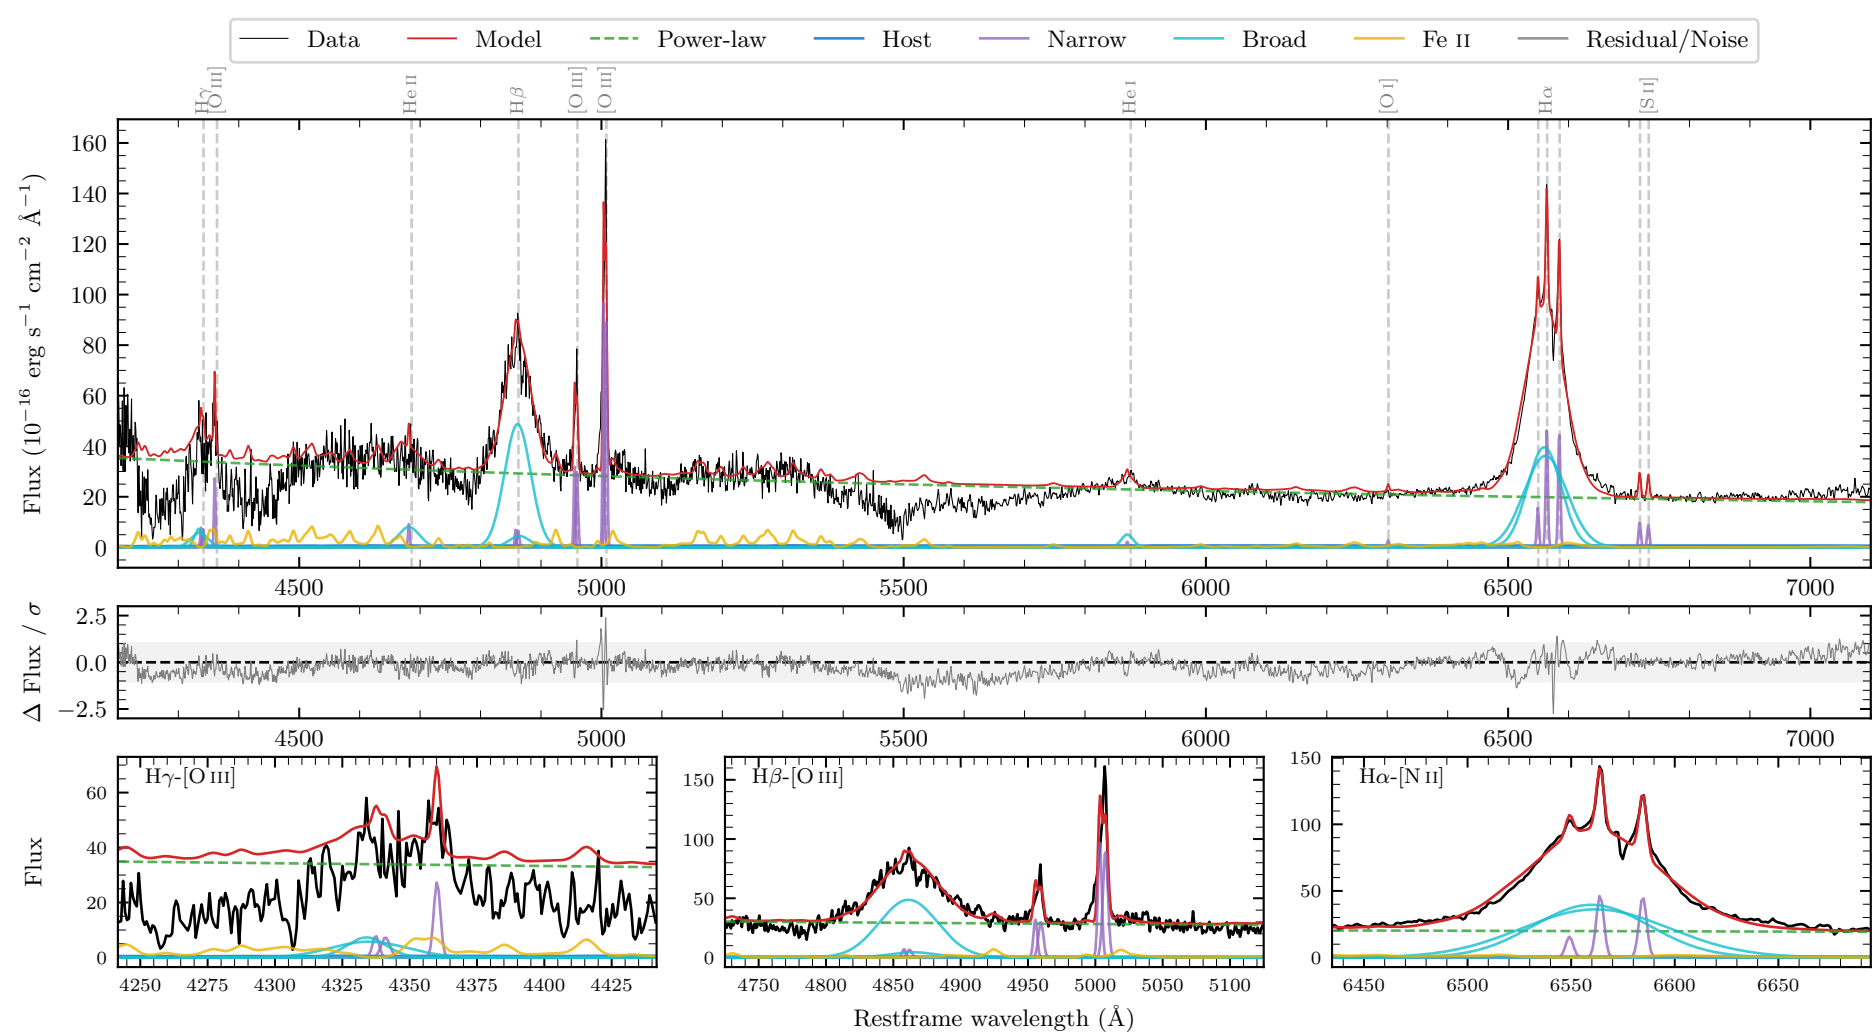 Data Model Power-law Host Narrow Broad Fe II Residual/Noise
Hγ [O III] He II Hβ [O III] [O III] He I [O I] Hα [S II]
Flux (10⁻¹⁶ erg s⁻¹ cm⁻² Å⁻¹)
160
140
120
100
80
60
40
20
0
4500 5000 5500 6000 6500 7000
Δ Flux / σ
2.5
0.0
−2.5
4500 5000 5500 6000 6500 7000
Flux
Hγ-[O III]
60
40
20
0
4250 4275 4300 4325 4350 4375 4400 4425
Hβ-[O III]
150
100
50
0
4750 4800 4850 4900 4950 5000 5050 5100
Hα-[N II]
150
100
50
0
6450 6500 6550 6600 6650
Restframe wavelength (Å)